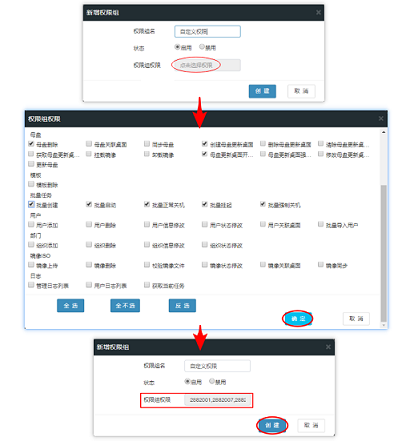 新增权限组
权限组名 自定义权限
状态 启用 禁用
权限组权限 点击选择权限
创 建 取 消
权限组权限
母盘
母盘删除 母盘关联桌面 同步母盘 创建母盘更新桌面 删除母盘更新桌面 清除母盘更新桌...
获取母盘更新桌... 挂载镜像 卸载镜像 母盘更新桌面开... 母盘更新桌面强... 修改母盘更新桌...
更新母盘
模板
模板删除
批量任务
批量创建 批量启动 批量正常关机 批量挂起 批量强制关机
用户
用户添加 用户删除 用户信息修改 用户状态修改 用户关联桌面 批量导入用户
部门
组织添加 组织删除 组织信息修改 组织状态修改
镜像ISO
镜像上传 镜像删除 校验镜像文件 镜像状态修改 镜像关联桌面 镜像同步
日志
管理日志列表 用户日志列表 获取当前任务
全 选 全 不 选 反 选
确 定 取 消
新增权限组
权限组名 自定义权限
状态 启用 禁用
权限组权限 2682001,2682007,2682
创 建 取 消